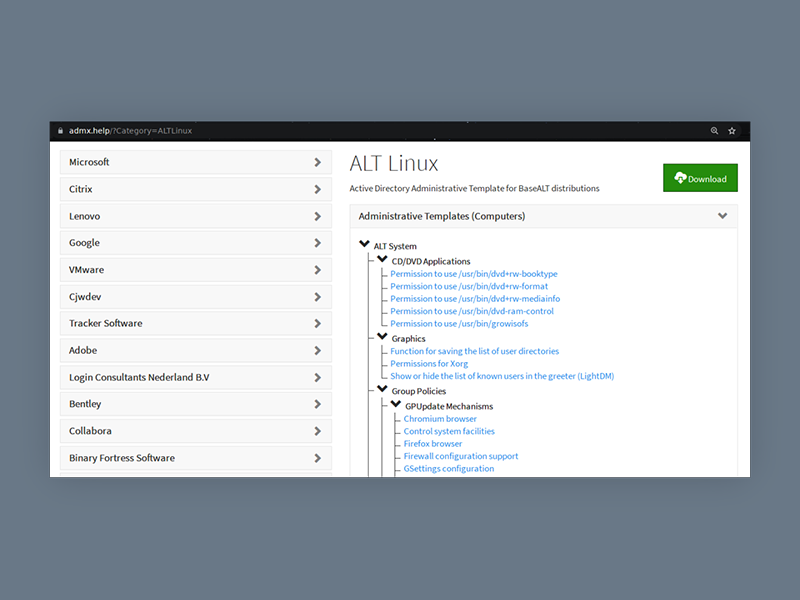 admx.help/?Category=ALTLinux
Microsoft
Citrix
Lenovo
Google
VMware
Cjwdev
Tracker Software
Adobe
Login Consultants Nederland B.V
Bentley
Collabora
Binary Fortress Software
ALT Linux
Active Directory Administrative Template for BaseALT distributions
Download
Administrative Templates (Computers)
ALT System
CD/DVD Applications
Permission to use /usr/bin/dvd+rw-booktype
Permission to use /usr/bin/dvd+rw-format
Permission to use /usr/bin/dvd+rw-mediainfo
Permission to use /usr/bin/dvd-ram-control
Permission to use /usr/bin/growisofs
Graphics
Function for saving the list of user directories
Permissions for Xorg
Show or hide the list of known users in the greeter (LightDM)
Group Policies
GPUpdate Mechanisms
Chromium browser
Control system facilities
Firefox browser
Firewall configuration support
GSettings configuration